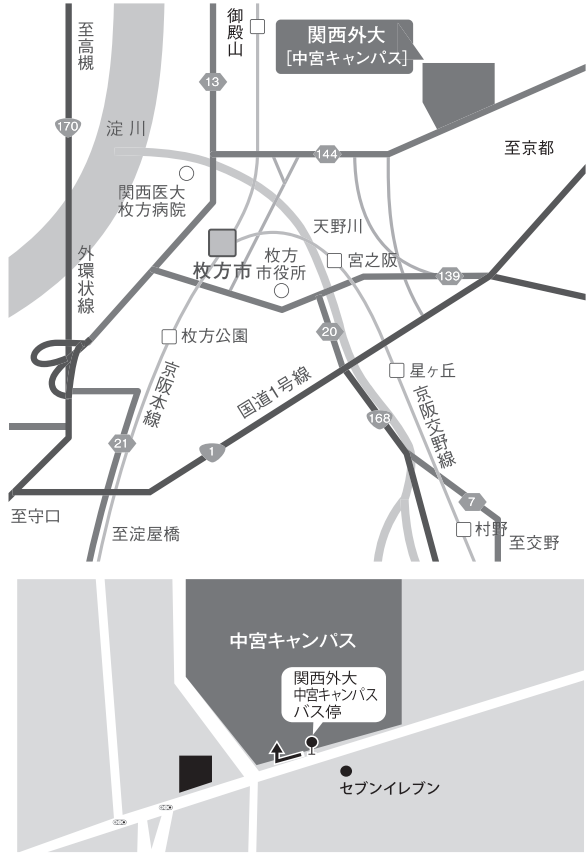 至高槻
御殿山
関西外大
[中宮キャンパス]
13
170
淀川
144
至京都
関西医大
枚方病院
天野川
外環状線
枚方市
枚方
市役所
宮之阪
139
枚方公園
20
京阪本線
国道1号線
星ヶ丘
京阪交野線
168
21
1
7
至守口
至淀屋橋
村野
至交野
中宮キャンパス
関西外大
中宮キャンパス
バス停
セブンイレブン